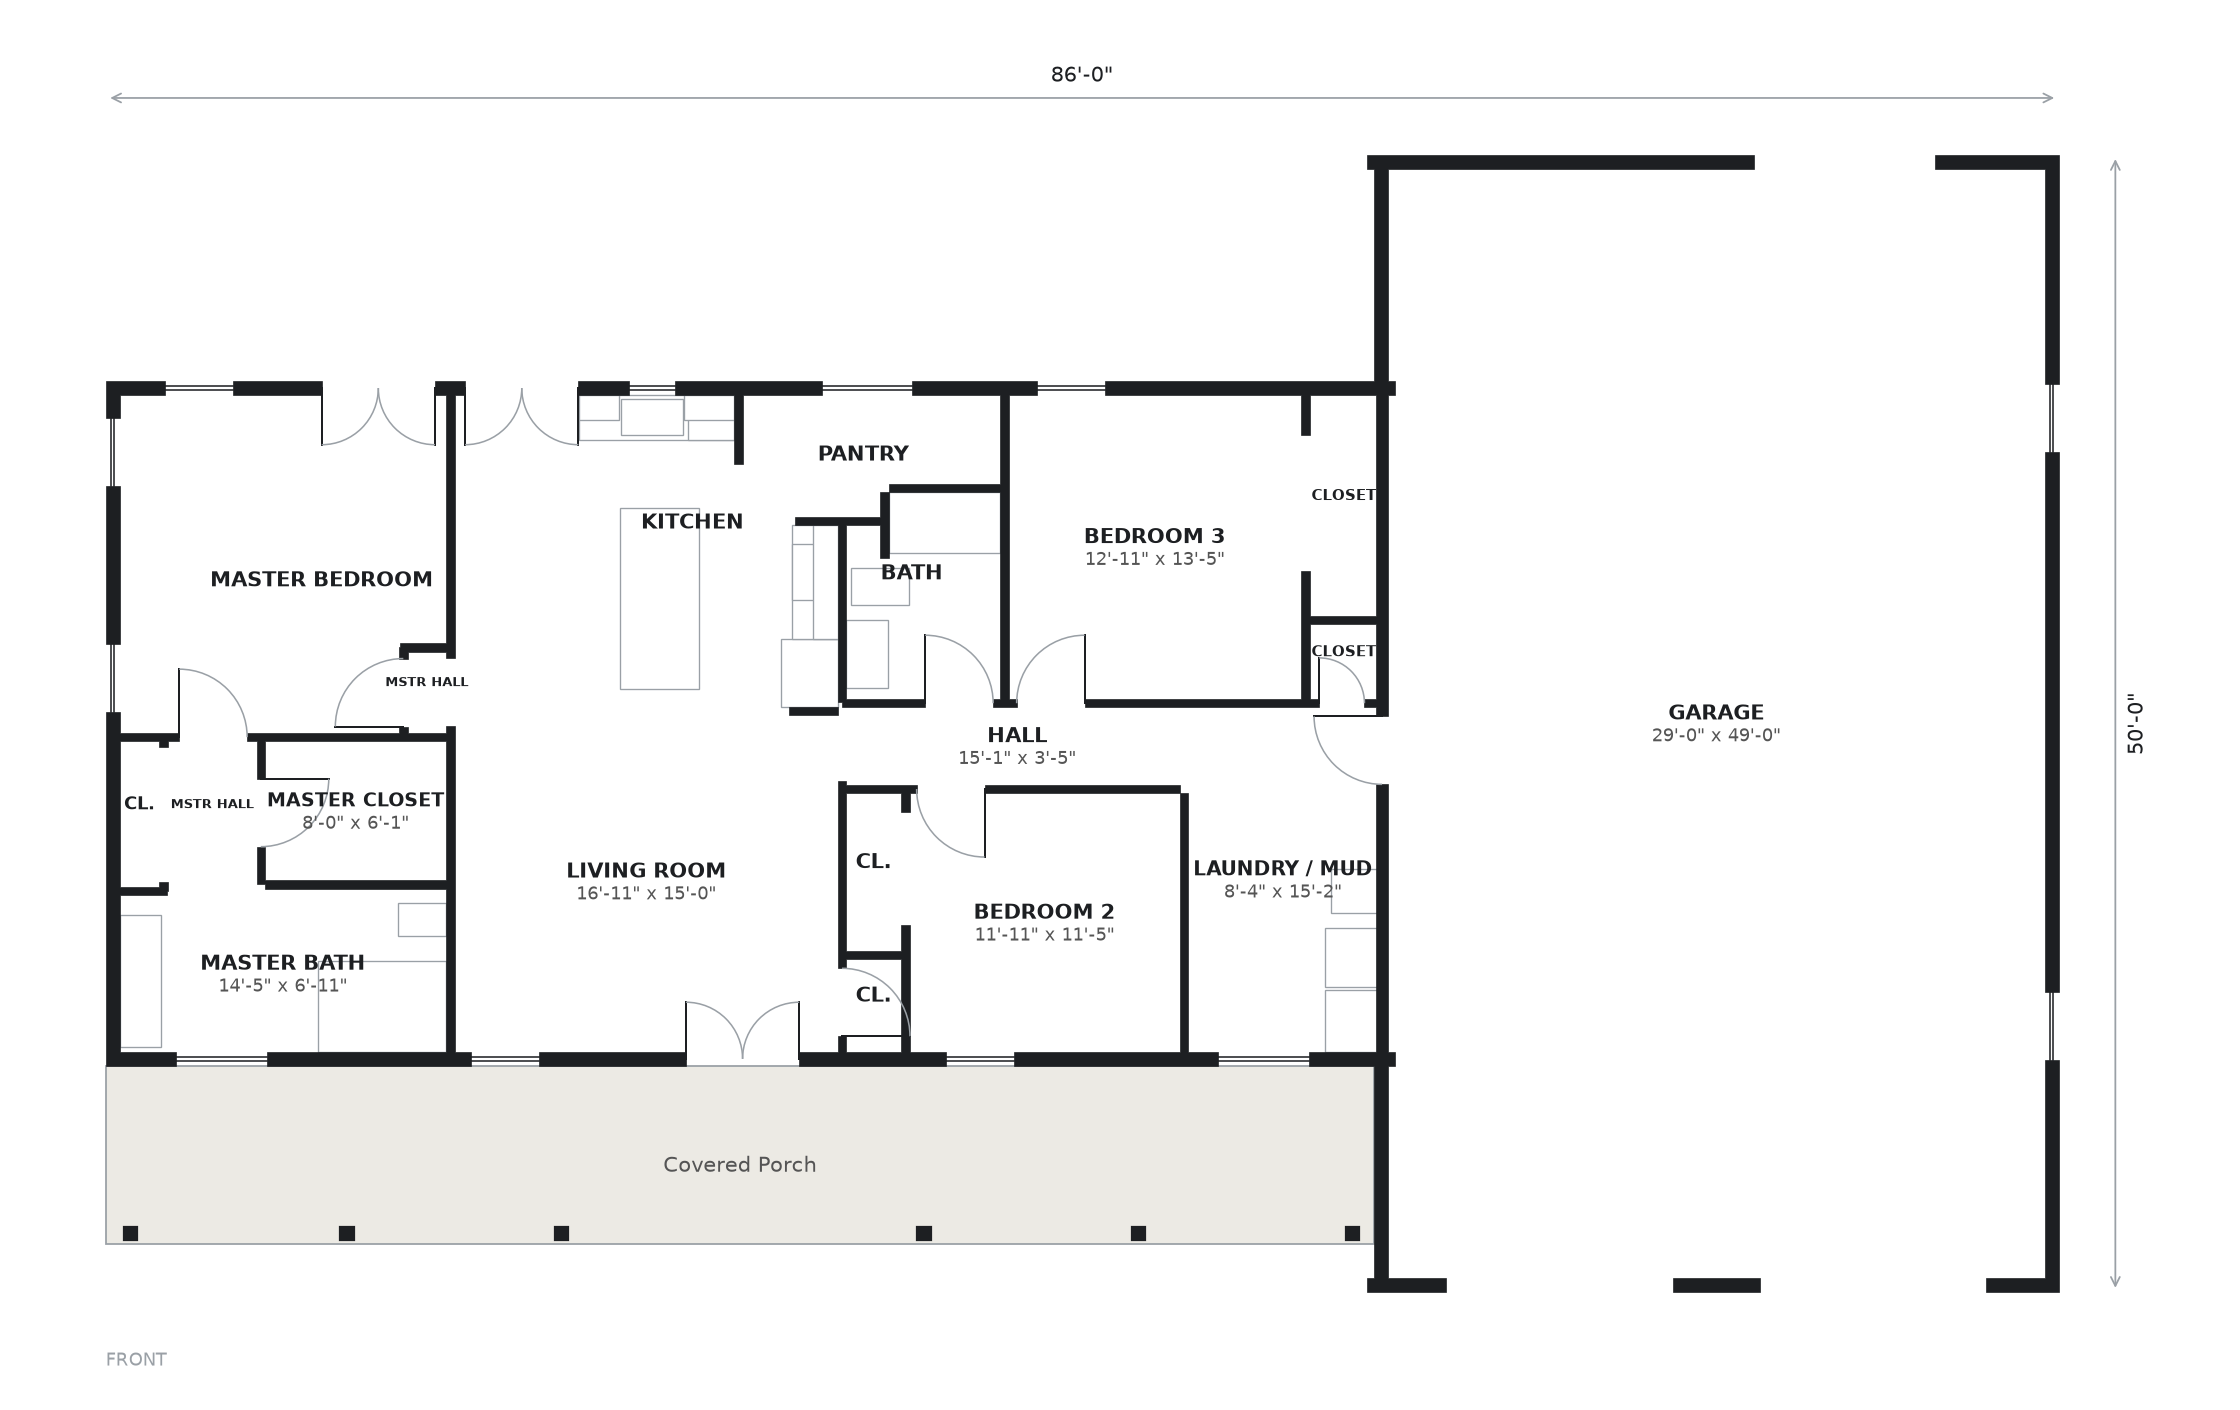 86'-0"
PANTRY
CLOSET
KITCHEN
BEDROOM 3
12'-11" x 13'-5"
BATH
MASTER BEDROOM
CLOSET
MSTR HALL
GARAGE
29'-0" x 49'-0"
50'-0"
HALL
15'-1" x 3'-5"
CL.
MSTR HALL
MASTER CLOSET
8'-0" x 6'-1"
LIVING ROOM
16'-11" x 15'-0"
CL.
LAUNDRY / MUD
8'-4" x 15'-2"
BEDROOM 2
11'-11" x 11'-5"
MASTER BATH
14'-5" x 6'-11"
CL.
Covered Porch
FRONT